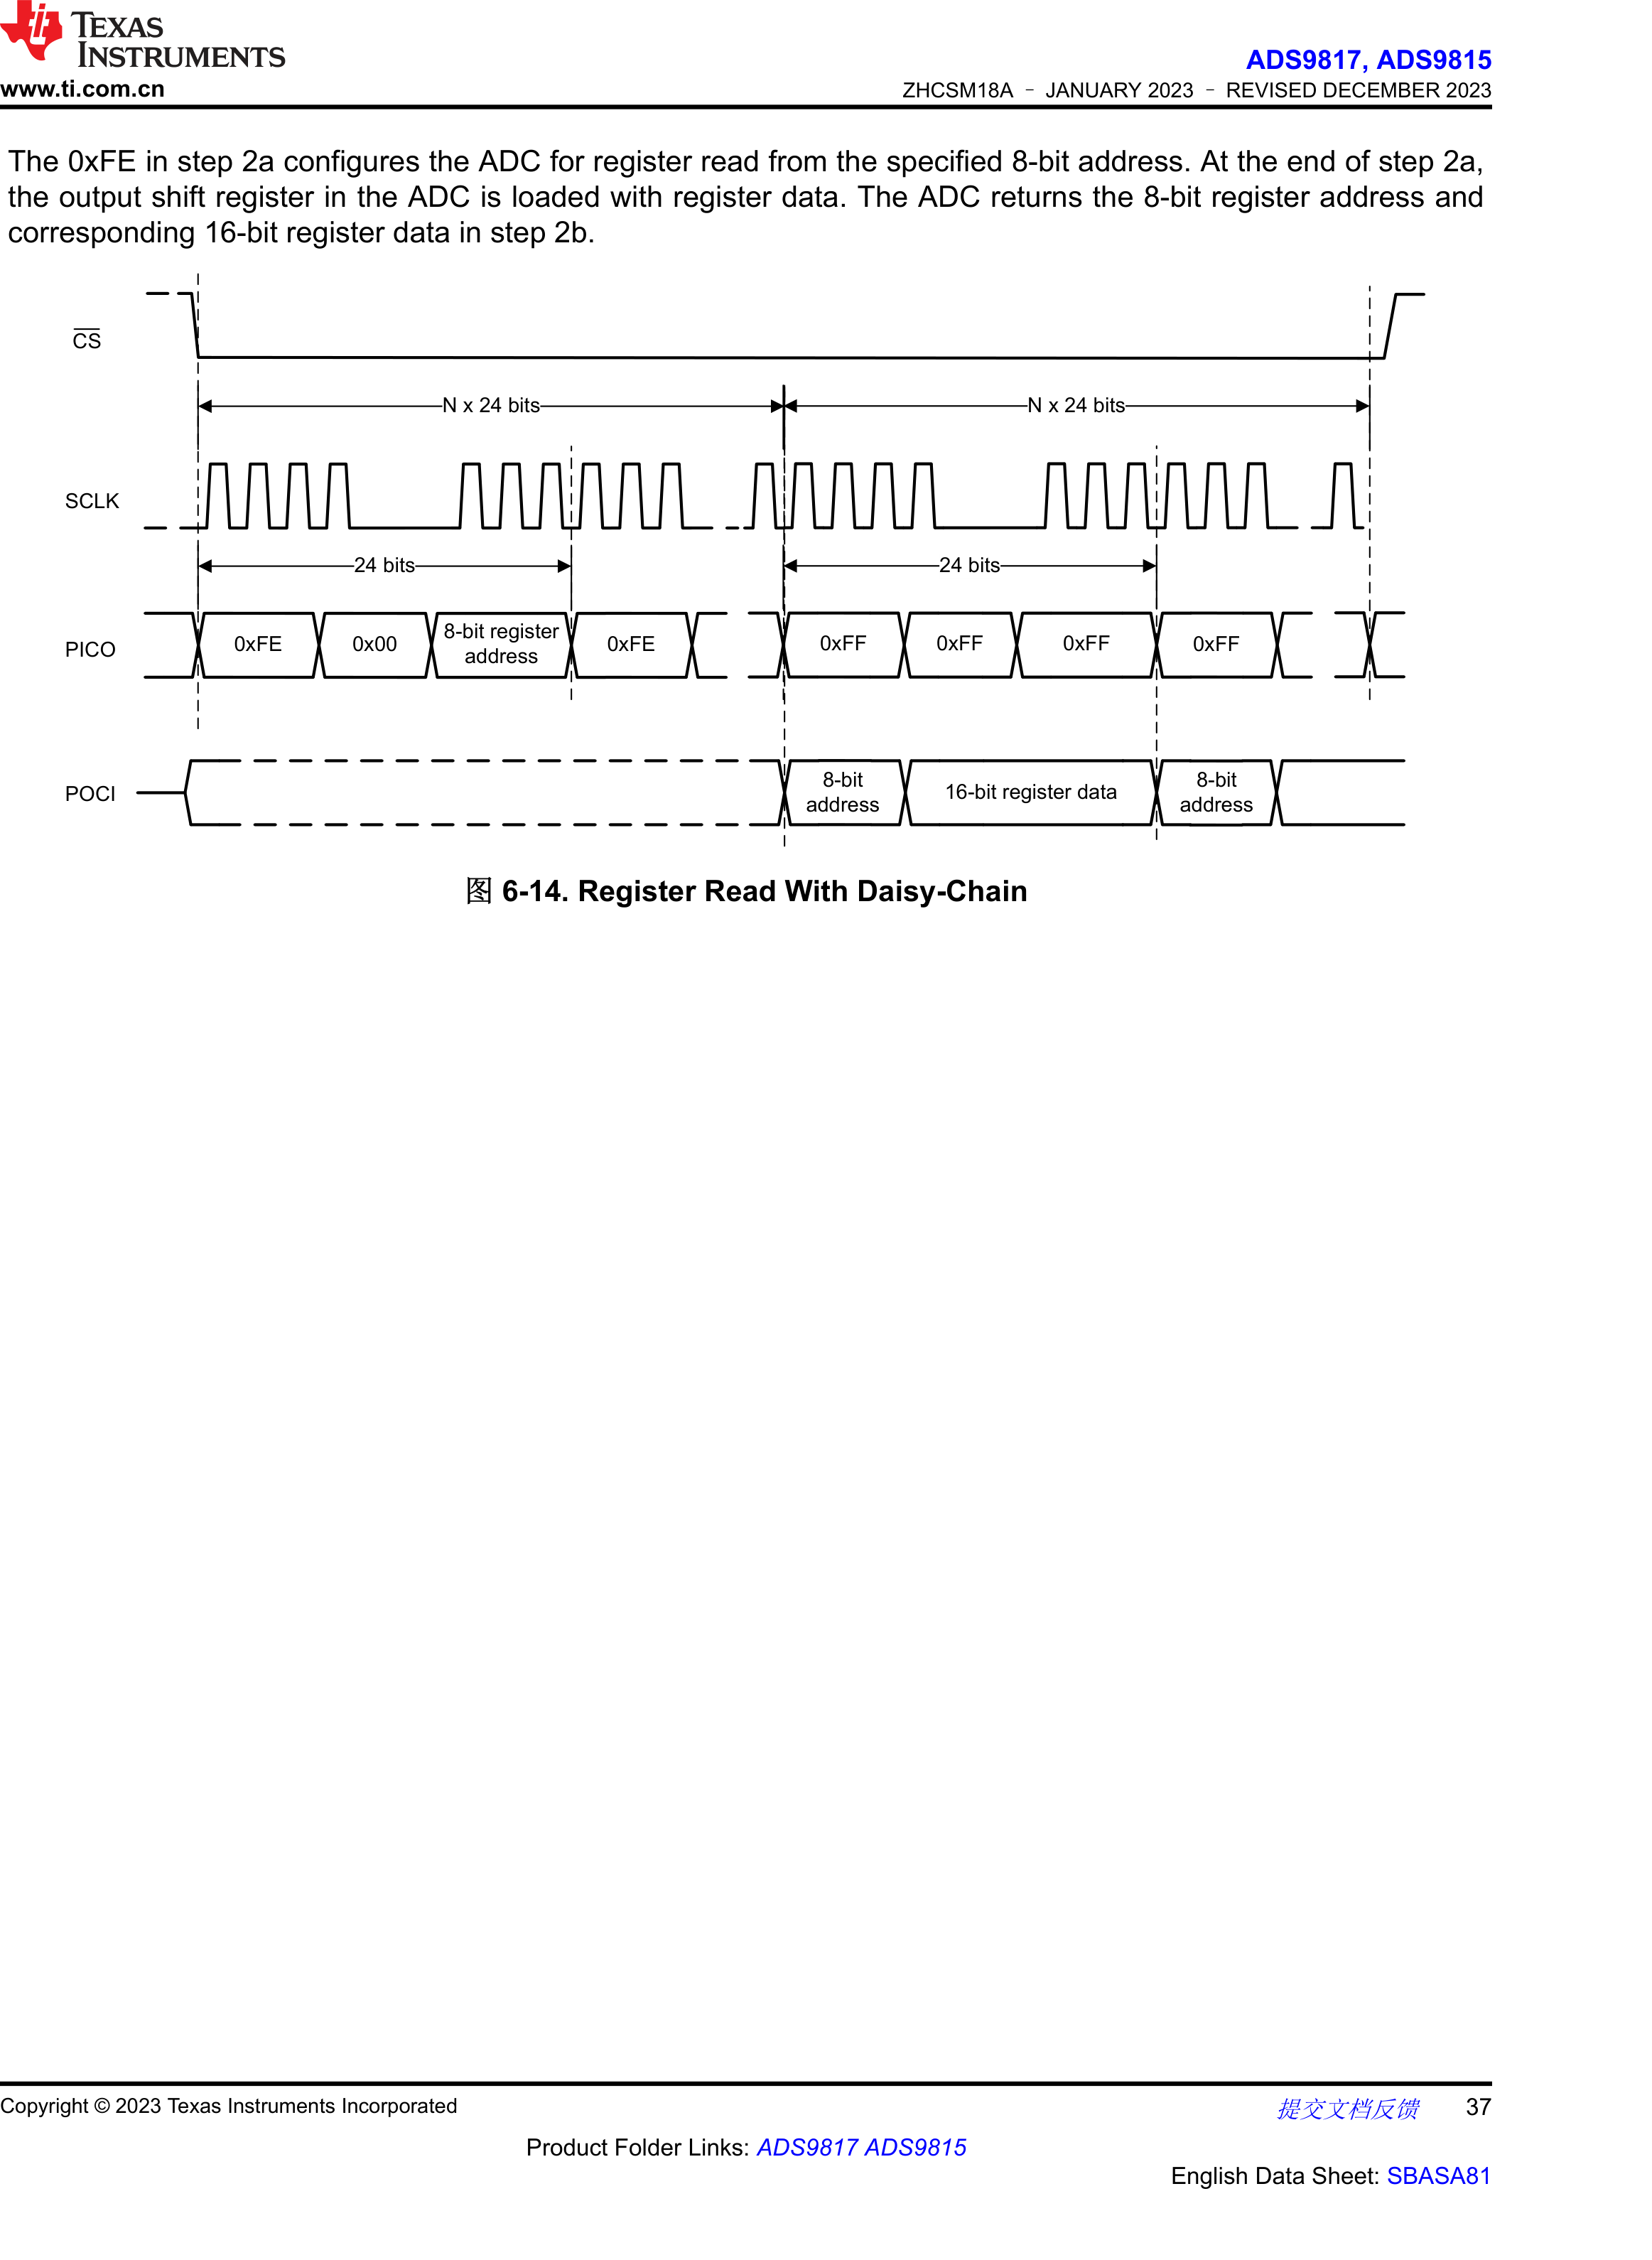 TEXAS
INSTRUMENTS
www.ti.com.cn
ADS9817, ADS9815
ZHCSM18A – JANUARY 2023 – REVISED DECEMBER 2023
The 0xFE in step 2a configures the ADC for register read from the specified 8-bit address. At the end of step 2a,
the output shift register in the ADC is loaded with register data. The ADC returns the 8-bit register address and
corresponding 16-bit register data in step 2b.
CS
N x 24 bits
N x 24 bits
SCLK
24 bits
24 bits
PICO
0xFE
0x00
8-bit register
address
0xFE
0xFF
0xFF
0xFF
0xFF
POCI
8-bit
address
16-bit register data
8-bit
address
图 6-14. Register Read With Daisy-Chain
Copyright © 2023 Texas Instruments Incorporated
提交文档反馈 37
Product Folder Links: ADS9817 ADS9815
English Data Sheet: SBASA81